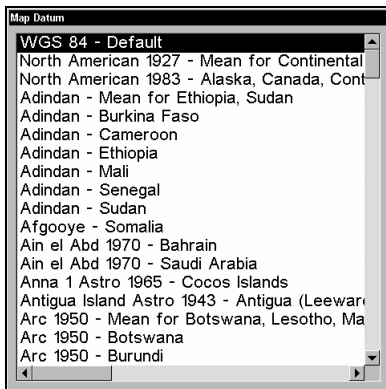 Map Datum
WGS 84 - Default
North American 1927 - Mean for Continental
North American 1983 - Alaska, Canada, Cont
Adindan - Mean for Ethiopia, Sudan
Adindan - Burkina Faso
Adindan - Cameroon
Adindan - Ethiopia
Adindan - Mali
Adindan - Senegal
Adindan - Sudan
Afgooye - Somalia
Ain el Abd 1970 - Bahrain
Ain el Abd 1970 - Saudi Arabia
Anna 1 Astro 1965 - Cocos Islands
Antigua Island Astro 1943 - Antigua (Leeward
Arc 1950 - Mean for Botswana, Lesotho, Ma
Arc 1950 - Botswana
Arc 1950 - Burundi